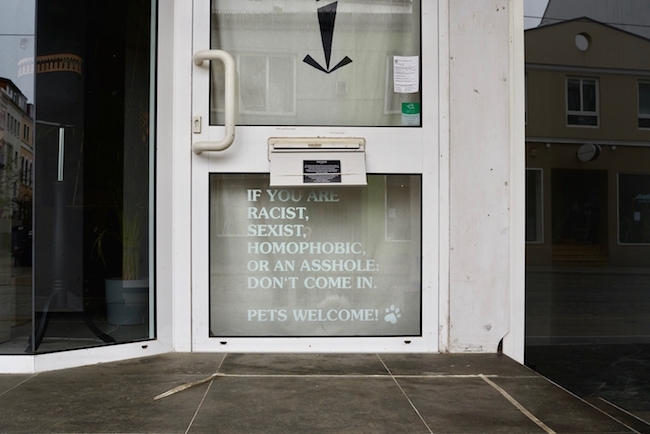 IF YOU ARE
RACIST,
SEXIST,
HOMOPHOBIC,
OR AN ASSHOLE:
DON'T COME IN.
PETS WELCOME!